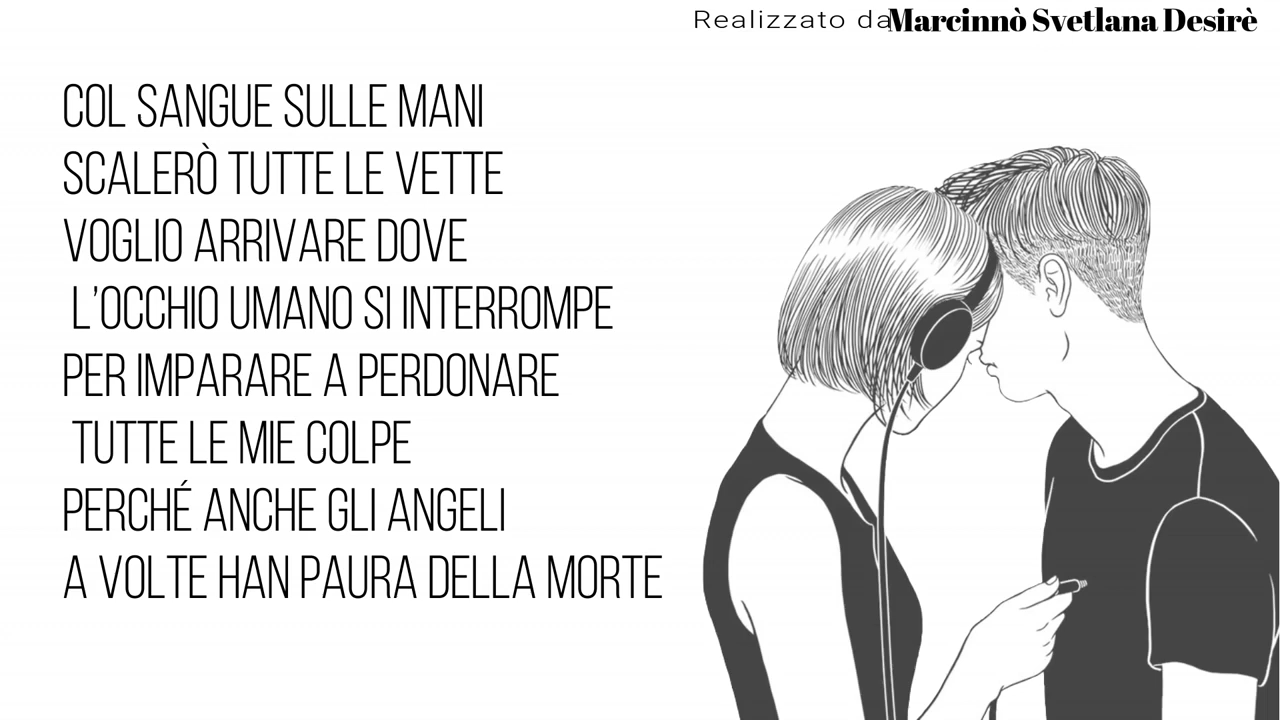 Realizzato da Marcinnò Svetlana Desirè
COL SANGUE SULLE MANI
SCALERÒ TUTTE LE VETTE
VOGLIO ARRIVARE DOVE
L'OCCHIO UMANO SI INTERROMPE
PER IMPARARE A PERDONARE
TUTTE LE MIE COLPE
PERCHÉ ANCHE GLI ANGELI
A VOLTE HAN PAURA DELLA MORTE